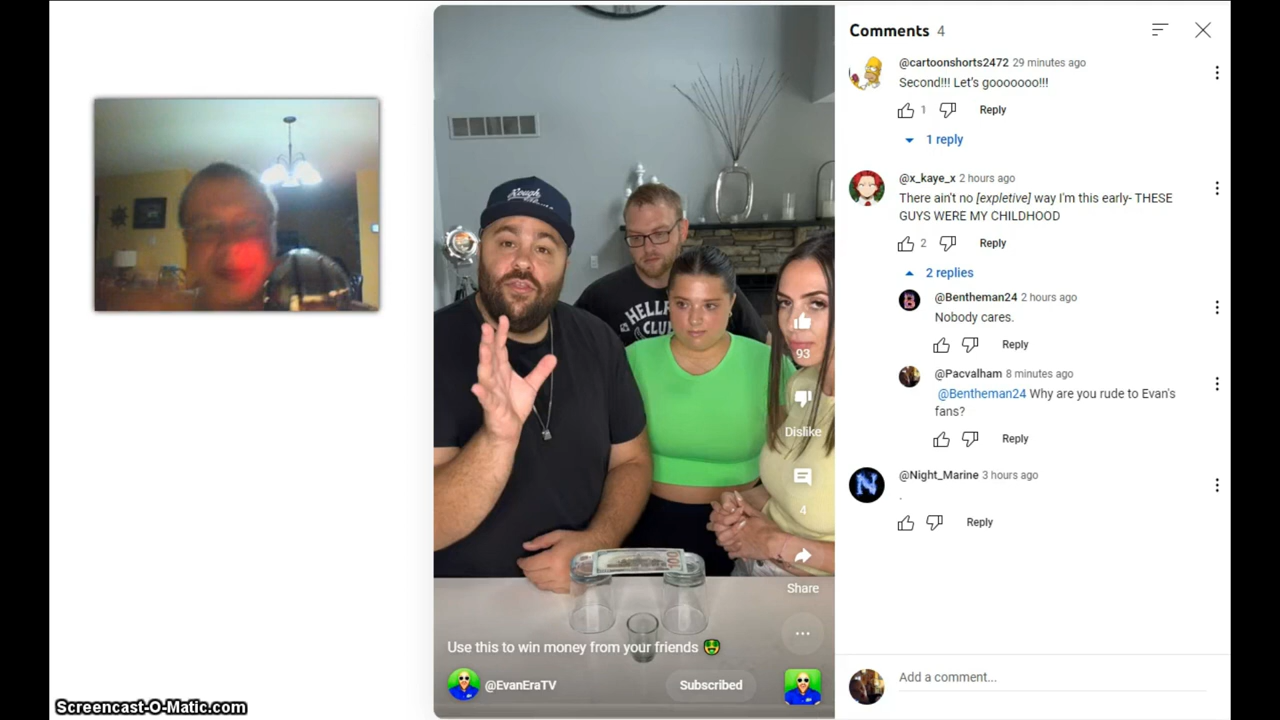 Comments 4
@cartoonshorts2472 29 minutes ago
Second!!! Let's gooooooo!!!
1
Reply
1 reply
@x_kaye_x 2 hours ago
There ain't no [expletive] way I'm this early- THESE
GUYS WERE MY CHILDHOOD
2
Reply
2 replies
@Bentheman24 2 hours ago
Nobody cares.
Reply
@Pacvalham 8 minutes ago
@Bentheman24 Why are you rude to Evan's
fans?
Reply
@Night_Marine 3 hours ago
.
Reply
Add a comment...
Rough
HELLF
CLUB
100
93
Dislike
4
Share
Use this to win money from your friends 🤑
@EvanEraTV
Subscribed
B
N
Screencast-O-Matic.com